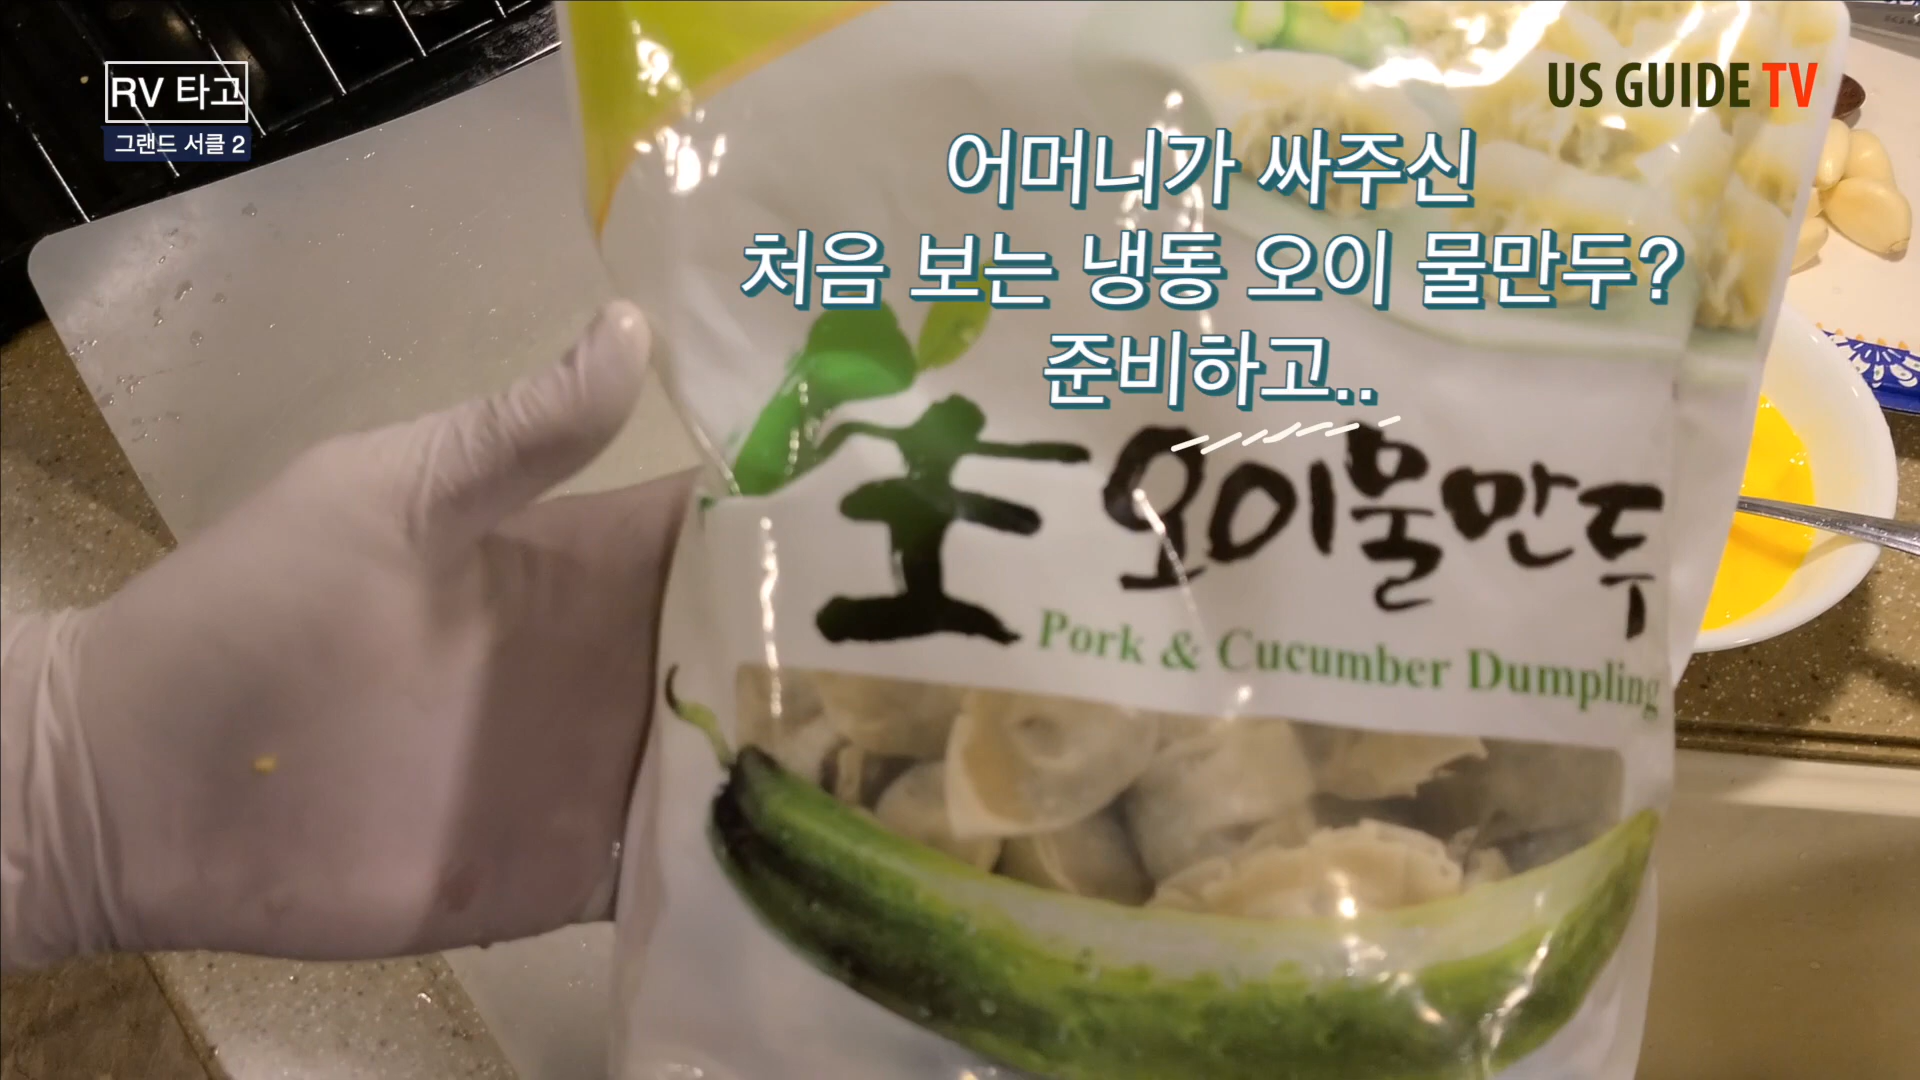 RV 타고
그랜드 서클 2
US GUIDE TV
어머니가 싸주신
처음 보는 냉동 오이 물만두?
준비하고..
生 오이물만두
Pork & Cucumber Dumpling